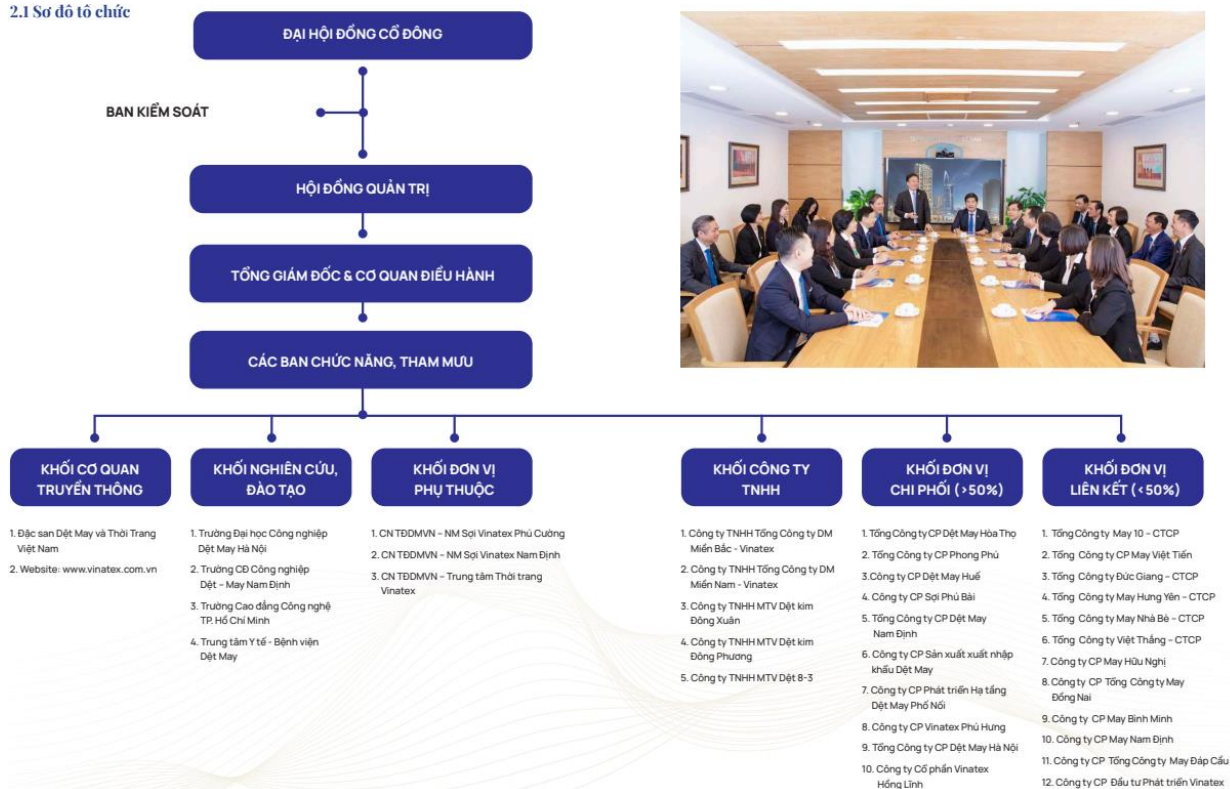 2.1 Sơ đồ tổ chức
ĐẠI HỘI ĐỒNG CỔ ĐÔNG
BAN KIỂM SOÁT
HỘI ĐỒNG QUẢN TRỊ
TỔNG GIÁM ĐỐC & CƠ QUAN ĐIỀU HÀNH
CÁC BAN CHỨC NĂNG, THAM MƯU
KHỐI CƠ QUAN
TRUYỀN THÔNG
1. Đặc san Dệt May và Thời Trang
Việt Nam
2. Website: www.vinatex.com.vn
KHỐI NGHIÊN CỨU,
ĐÀO TẠO
1. Trường Đại học Công nghiệp
Dệt May Hà Nội
2. Trường CĐ Công nghiệp
Dệt – May Nam Định
3. Trường Cao đẳng Công nghệ
TP. Hồ Chí Minh
4. Trung tâm Y tế - Bệnh viện
Dệt May
KHỐI ĐƠN VỊ
PHỤ THUỘC
1. CN TĐDMVN – NM Sợi Vinatex Phú Cường
2. CN TĐDMVN – NM Sợi Vinatex Nam Định
3. CN TĐDMVN – Trung tâm Thời trang
Vinatex
KHỐI CÔNG TY
TNHH
1. Công ty TNHH Tổng Công ty DM
Miền Bắc - Vinatex
2. Công ty TNHH Tổng Công ty DM
Miền Nam - Vinatex
3. Công ty TNHH MTV Dệt kim
Đông Xuân
4. Công ty TNHH MTV Dệt kim
Đông Phương
5. Công ty TNHH MTV Dệt 8-3
KHỐI ĐƠN VỊ
CHI PHỐI (>50%)
1. Tổng Công ty CP Dệt May Hòa Thọ
2. Tổng Công ty CP Phong Phú
3.Công ty CP Dệt May Huế
4. Công ty CP Sợi Phú Bài
5. Tổng Công ty CP Dệt May
Nam Định
6. Công ty CP Sản xuất xuất nhập
khẩu Dệt May
7. Công ty CP Phát triển Hạ tầng
Dệt May Phố Nối
8. Công ty CP Vinatex Phú Hưng
9. Tổng Công ty CP Dệt May Hà Nội
10. Công ty Cổ phần Vinatex
Hồng Lĩnh
KHỐI ĐƠN VỊ
LIÊN KẾT (<50%)
1. Tổng Công ty May 10 – CTCP
2. Tổng Công ty CP May Việt Tiến
3. Tổng Công ty Đức Giang – CTCP
4. Tổng Công ty May Hưng Yên – CTCP
5. Tổng Công ty May Nhà Bè – CTCP
6. Tổng Công ty Việt Thắng – CTCP
7. Công ty CP May Hữu Nghị
8. Công ty CP Tổng Công ty May
Đồng Nai
9. Công ty CP May Bình Minh
10. Công ty CP May Nam Định
11. Công ty CP Tổng Công ty May Đáp Cầu
12. Công ty CP Đầu tư Phát triển Vinatex